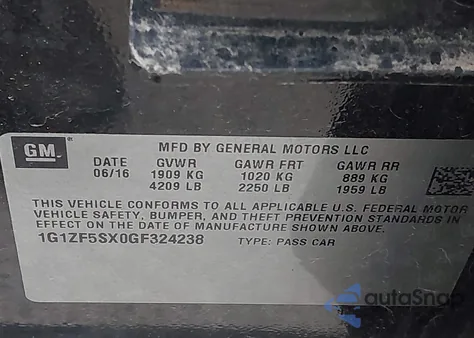 GM
MFD BY GENERAL MOTORS LLC
DATE GVWR GAWR FRT GAWR RR
06/16 1909 KG 1020 KG 889 KG
4209 LB 2250 LB 1959 LB
THIS VEHICLE CONFORMS TO ALL APPLICABLE U.S. FEDERAL MOTOR
VEHICLE SAFETY, BUMPER, AND THEFT PREVENTION STANDARDS IN
EFFECT ON THE DATE OF MANUFACTURE SHOWN ABOVE.
1G1ZF5SX0GF324238 TYPE: PASS CAR
autaSnap